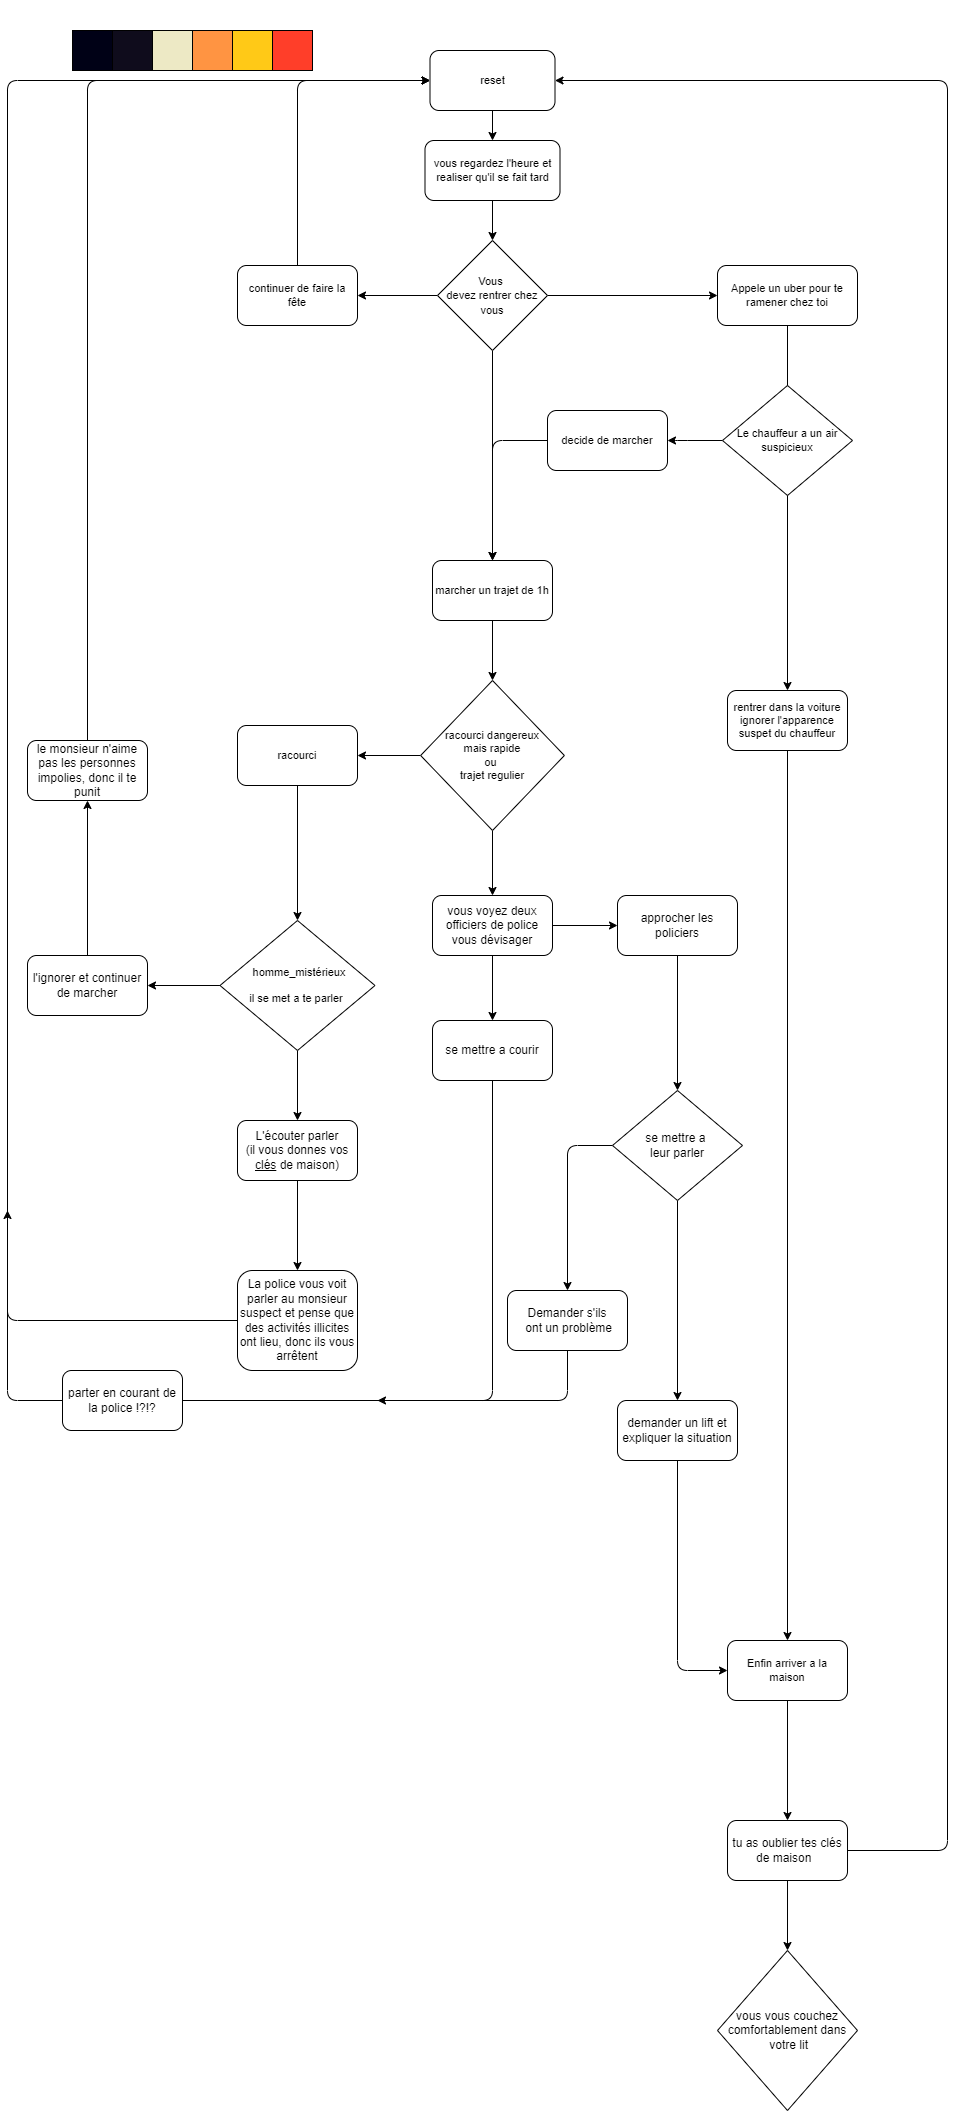 reset
vous regardez l'heure et
realiser qu'il se fait tard
continuer de faire la
fête
Vous
devez rentrer chez
vous
Appele un uber pour te
ramener chez toi
decide de marcher
Le chauffeur a un air
suspicieux
marcher un trajet de 1h
rentrer dans la voiture
ignorer l'apparence
suspet du chauffeur
le monsieur n'aime
pas les personnes
impolies, donc il te
punit
racourci
racourci dangereux
mais rapide
ou
trajet regulier
vous voyez deux
officiers de police
vous dévisager
approcher les
policiers
l'ignorer et continuer
de marcher
homme_mistérieux
il se met a te parler
se mettre a courir
L'écouter parler
(il vous donnes vos
clés de maison)
se mettre a
leur parler
La police vous voit
parler au monsieur
suspect et pense que
des activités illicites
ont lieu, donc ils vous
arrêtent
Demander s'ils
ont un problème
parter en courant de
la police !?!?
demander un lift et
expliquer la situation
Enfin arriver a la
maison
tu as oublier tes clés
de maison
vous vous couchez
comfortablement dans
votre lit